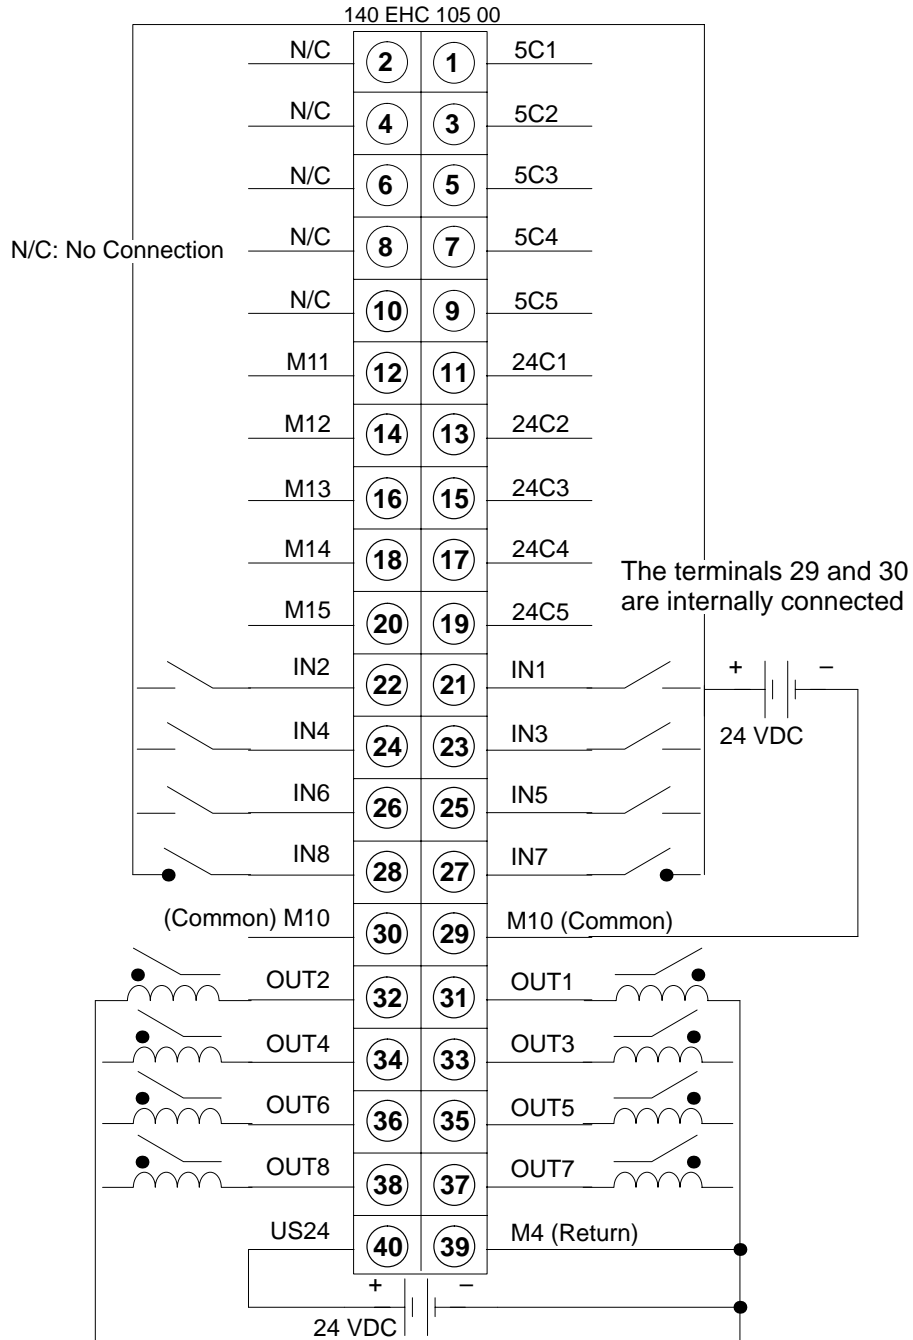 140 EHC 105 00
N/C 2 1 5C1
N/C 4 3 5C2
N/C 6 5 5C3
N/C: No Connection
N/C 8 7 5C4
N/C 10 9 5C5
M11 12 11 24C1
M12 14 13 24C2
M13 16 15 24C3
M14 18 17 24C4
The terminals 29 and 30
are internally connected
M15 20 19 24C5
IN2 22 21 IN1
+ –
24 VDC
IN4 24 23 IN3
IN6 26 25 IN5
IN8 28 27 IN7
(Common) M10 30 29 M10 (Common)
OUT2 32 31 OUT1
OUT4 34 33 OUT3
OUT6 36 35 OUT5
OUT8 38 37 OUT7
US24 40 39 M4 (Return)
+ –
24 VDC